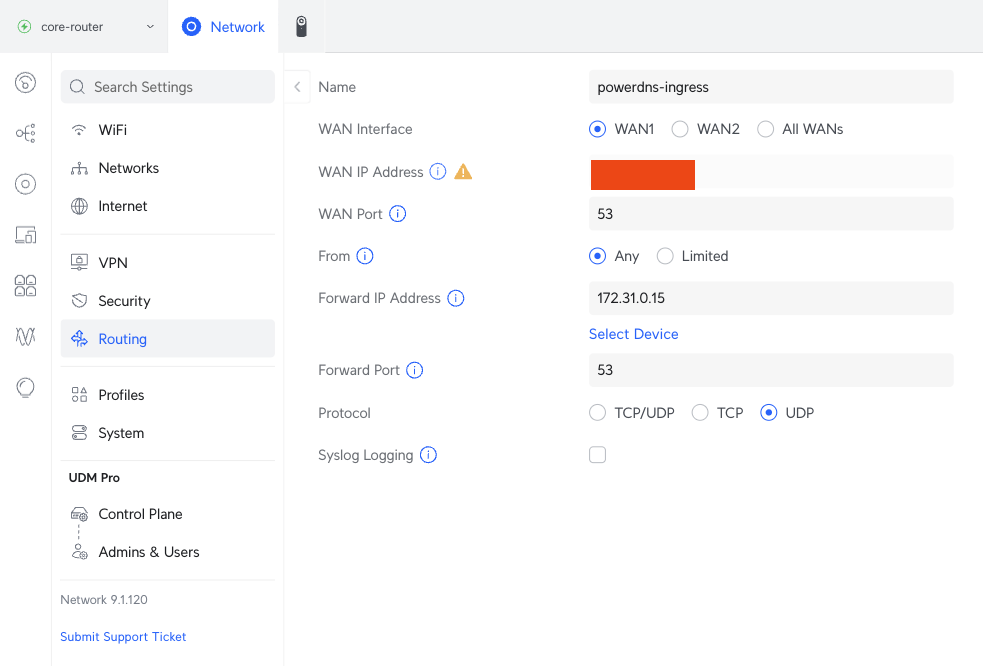 core-router
Network
Search Settings
WiFi
Networks
Internet
VPN
Security
Routing
Profiles
System
UDM Pro
Control Plane
Admins & Users
Network 9.1.120
Submit Support Ticket
Name powerdns-ingress
WAN Interface WAN1 WAN2 All WANs
WAN IP Address
WAN Port 53
From Any Limited
Forward IP Address 172.31.0.15
Select Device
Forward Port 53
Protocol TCP/UDP TCP UDP
Syslog Logging